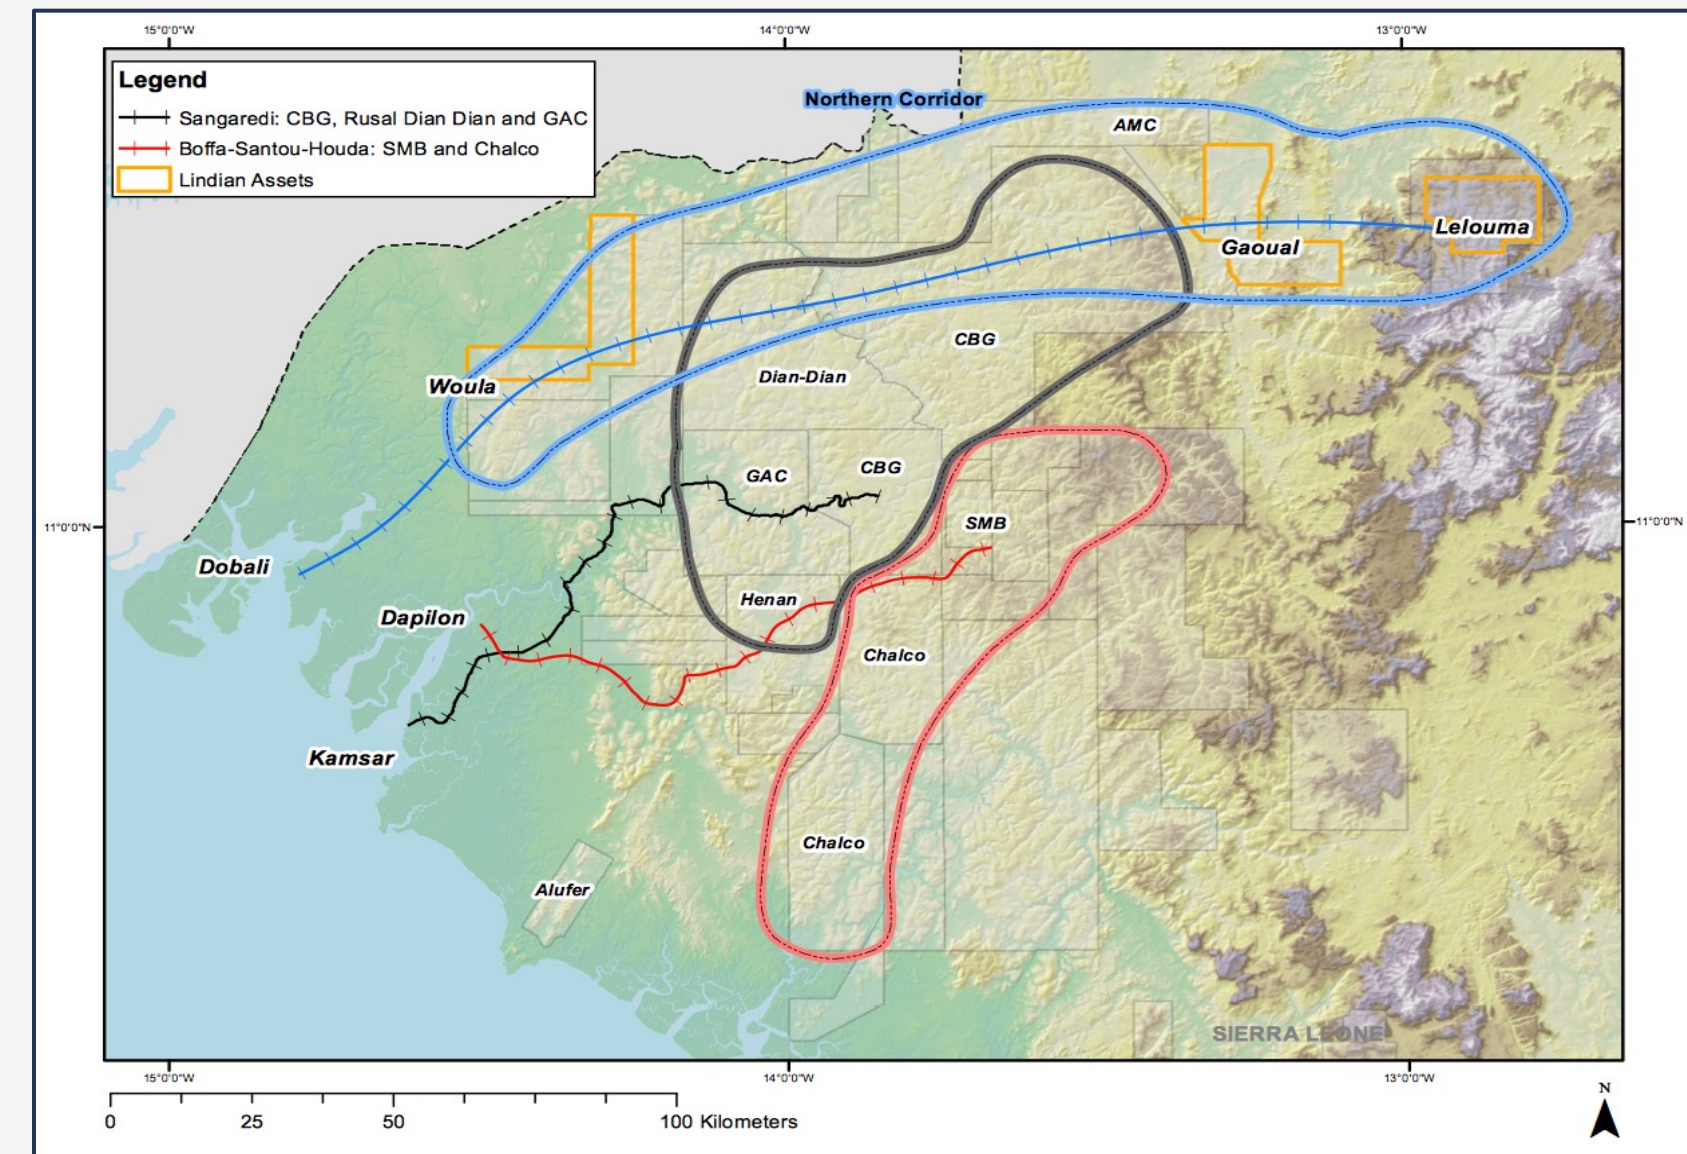 15°0'0"W
14°0'0"W
13°0'0"W
Legend
Sangaredi: CBG, Rusal Dian Dian and GAC
Boffa-Santou-Houda: SMB and Chalco
Lindian Assets
Northern Corridor
AMC
Lelouma
Gaoual
CBG
Dian-Dian
Woula
CBG
GAC
SMB
11°0'0"N
11°0'0"N
Dobali
Henan
Dapilon
Chalco
Kamsar
Chalco
Alufer
SIERRA LEONE
15°0'0"W
14°0'0"W
13°0'0"W
N
0 25 50 100 Kilometers